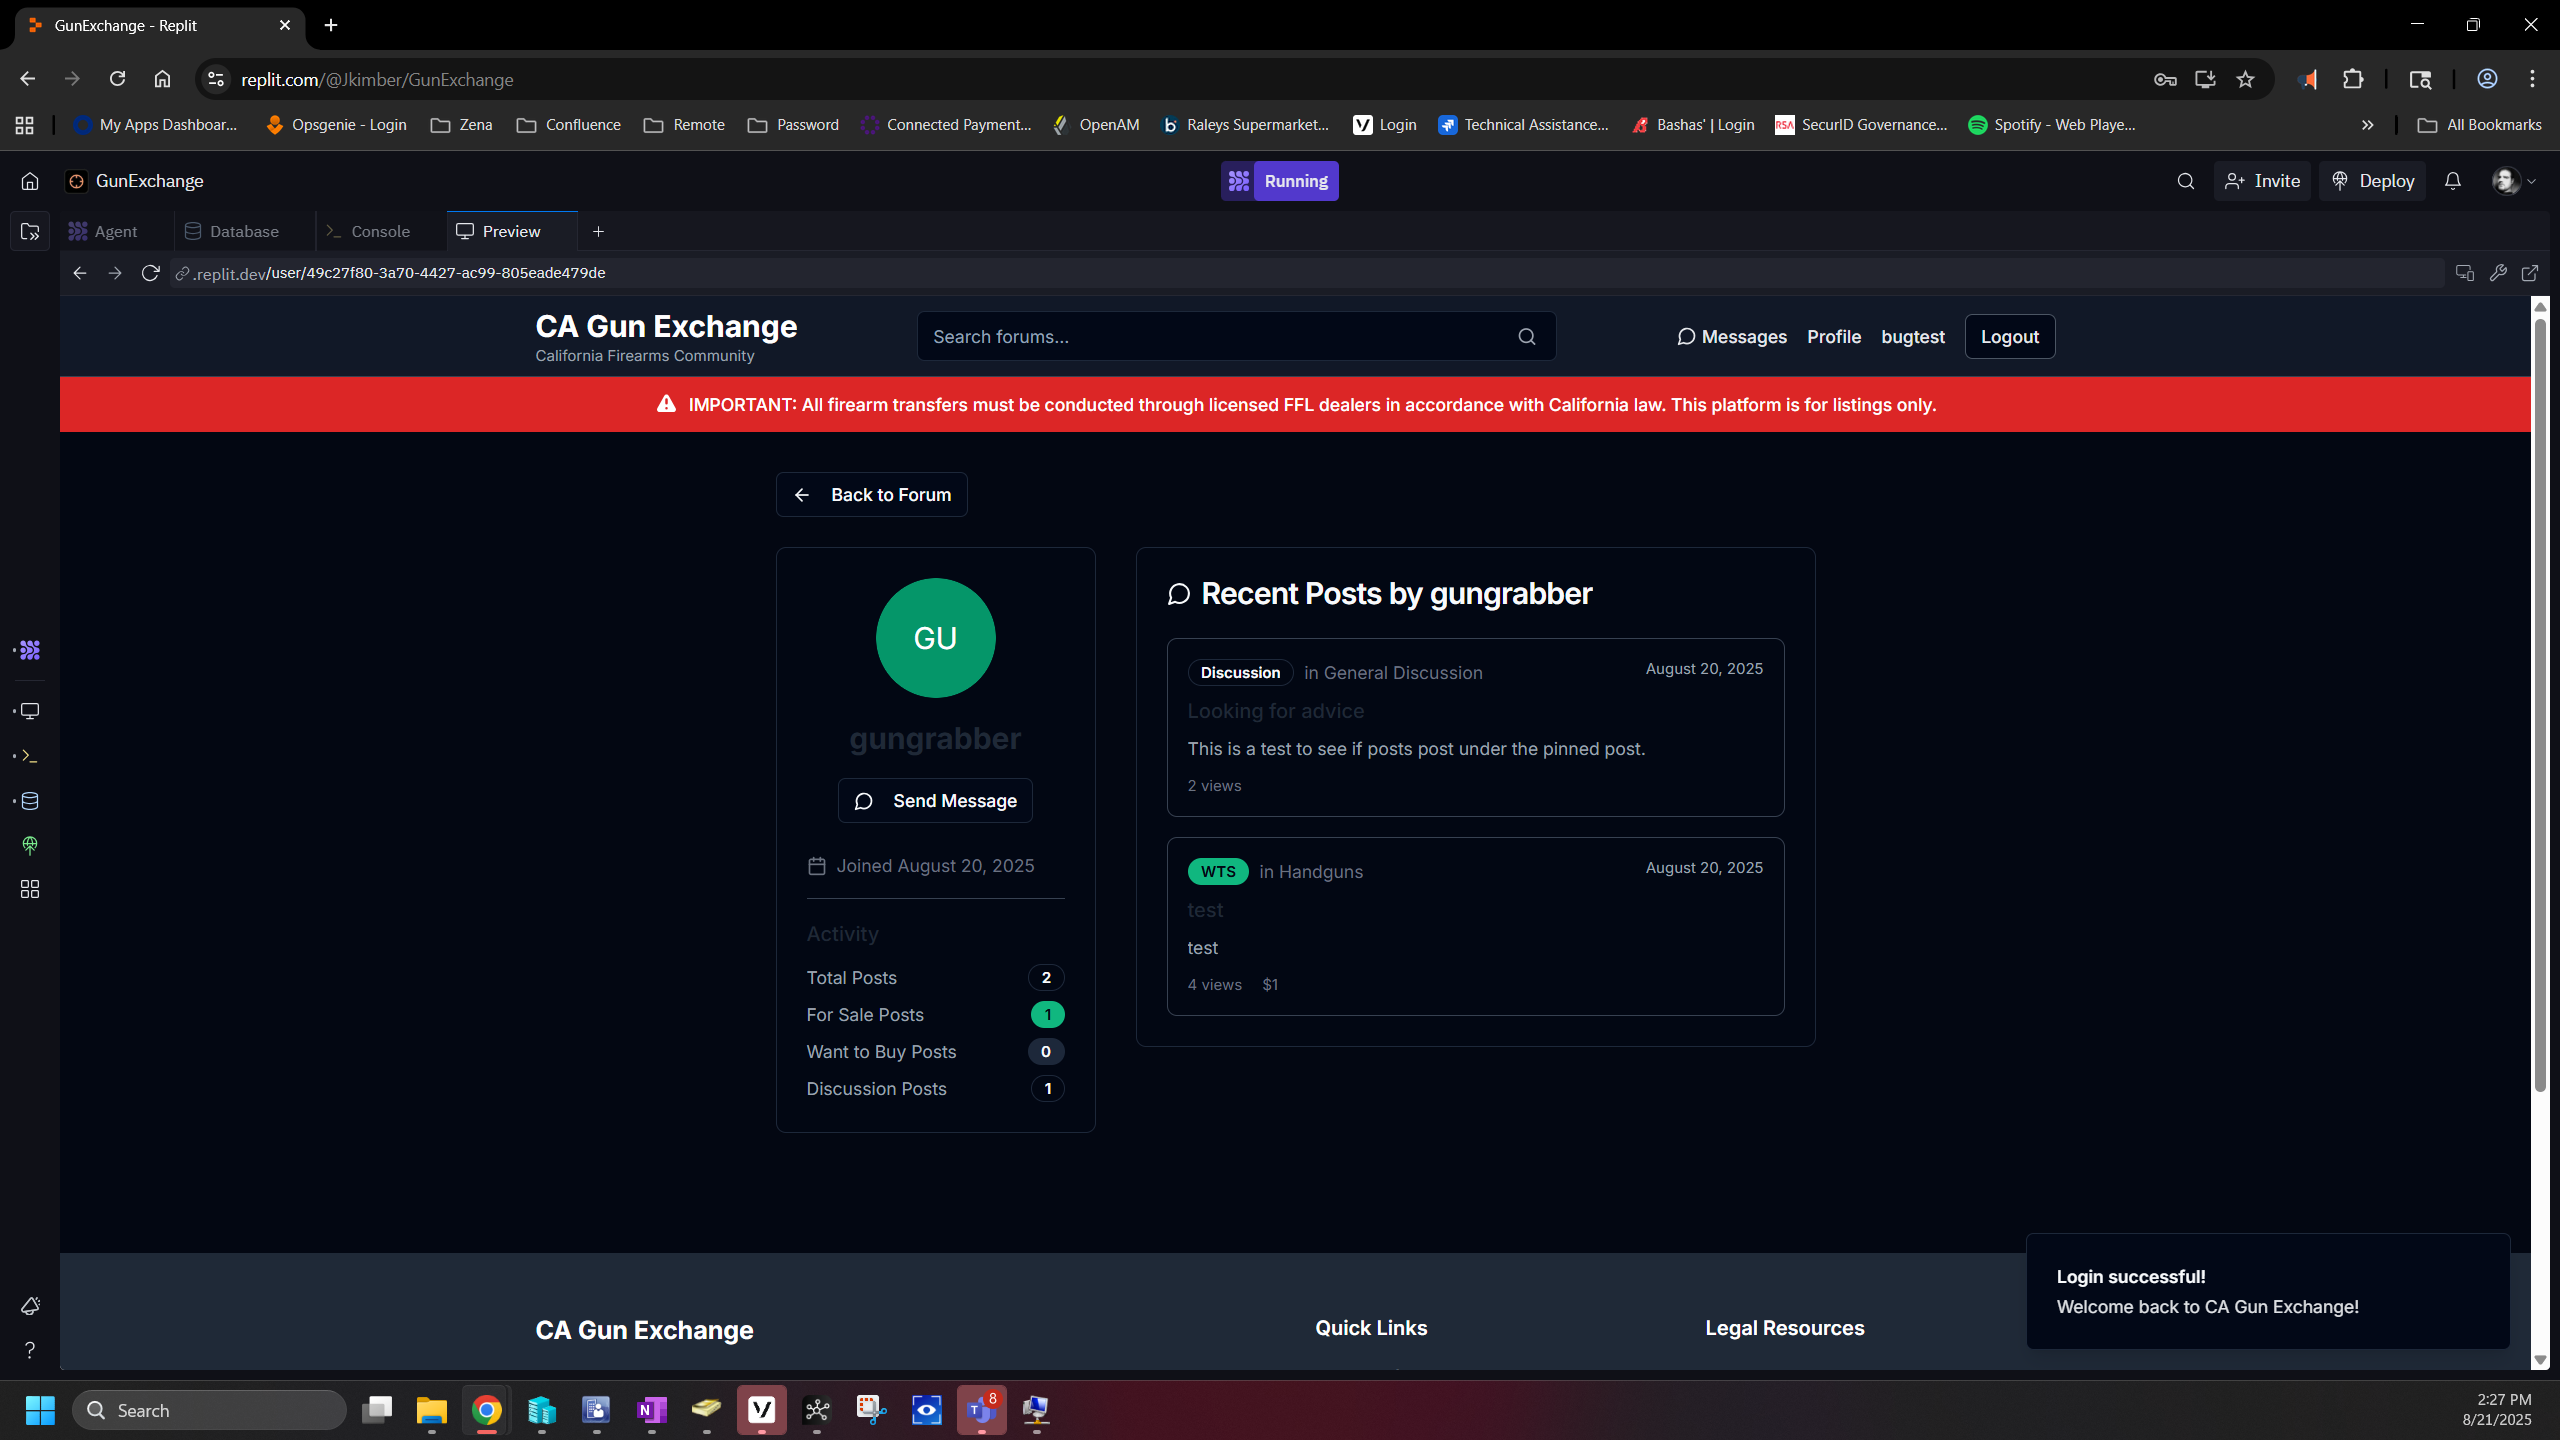 GunExchange - Replit
replit.com/@Jkimber/GunExchange
My Apps Dashboar...
Opsgenie - Login
Zena
Confluence
Remote
Password
Connected Payment...
OpenAM
Raleys Supermarket...
Login
Technical Assistance...
Bashas' | Login
RSA
SecurID Governance...
Spotify - Web Playe...
All Bookmarks
GunExchange
Running
Invite
Deploy
Agent
Database
Console
Preview
.replit.dev/user/49c27f80-3a70-4427-ac99-805eade479de
CA Gun Exchange
California Firearms Community
Search forums...
Messages
Profile
bugtest
Logout
IMPORTANT: All firearm transfers must be conducted through licensed FFL dealers in accordance with California law. This platform is for listings only.
Back to Forum
GU
gungrabber
Send Message
Joined August 20, 2025
Activity
Total Posts 2
For Sale Posts 1
Want to Buy Posts 0
Discussion Posts 1
Recent Posts by gungrabber
Discussion in General Discussion August 20, 2025
Looking for advice
This is a test to see if posts post under the pinned post.
2 views
WTS in Handguns August 20, 2025
test
test
4 views $1
Login successful!
Welcome back to CA Gun Exchange!
CA Gun Exchange
Quick Links
Legal Resources
Search
8
2:27 PM
8/21/2025